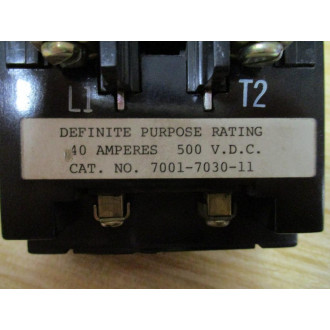 L1 T2
DEFINITE PURPOSE RATING
40 AMPERES 500 V.D.C.
CAT. NO. 7001-7030-11